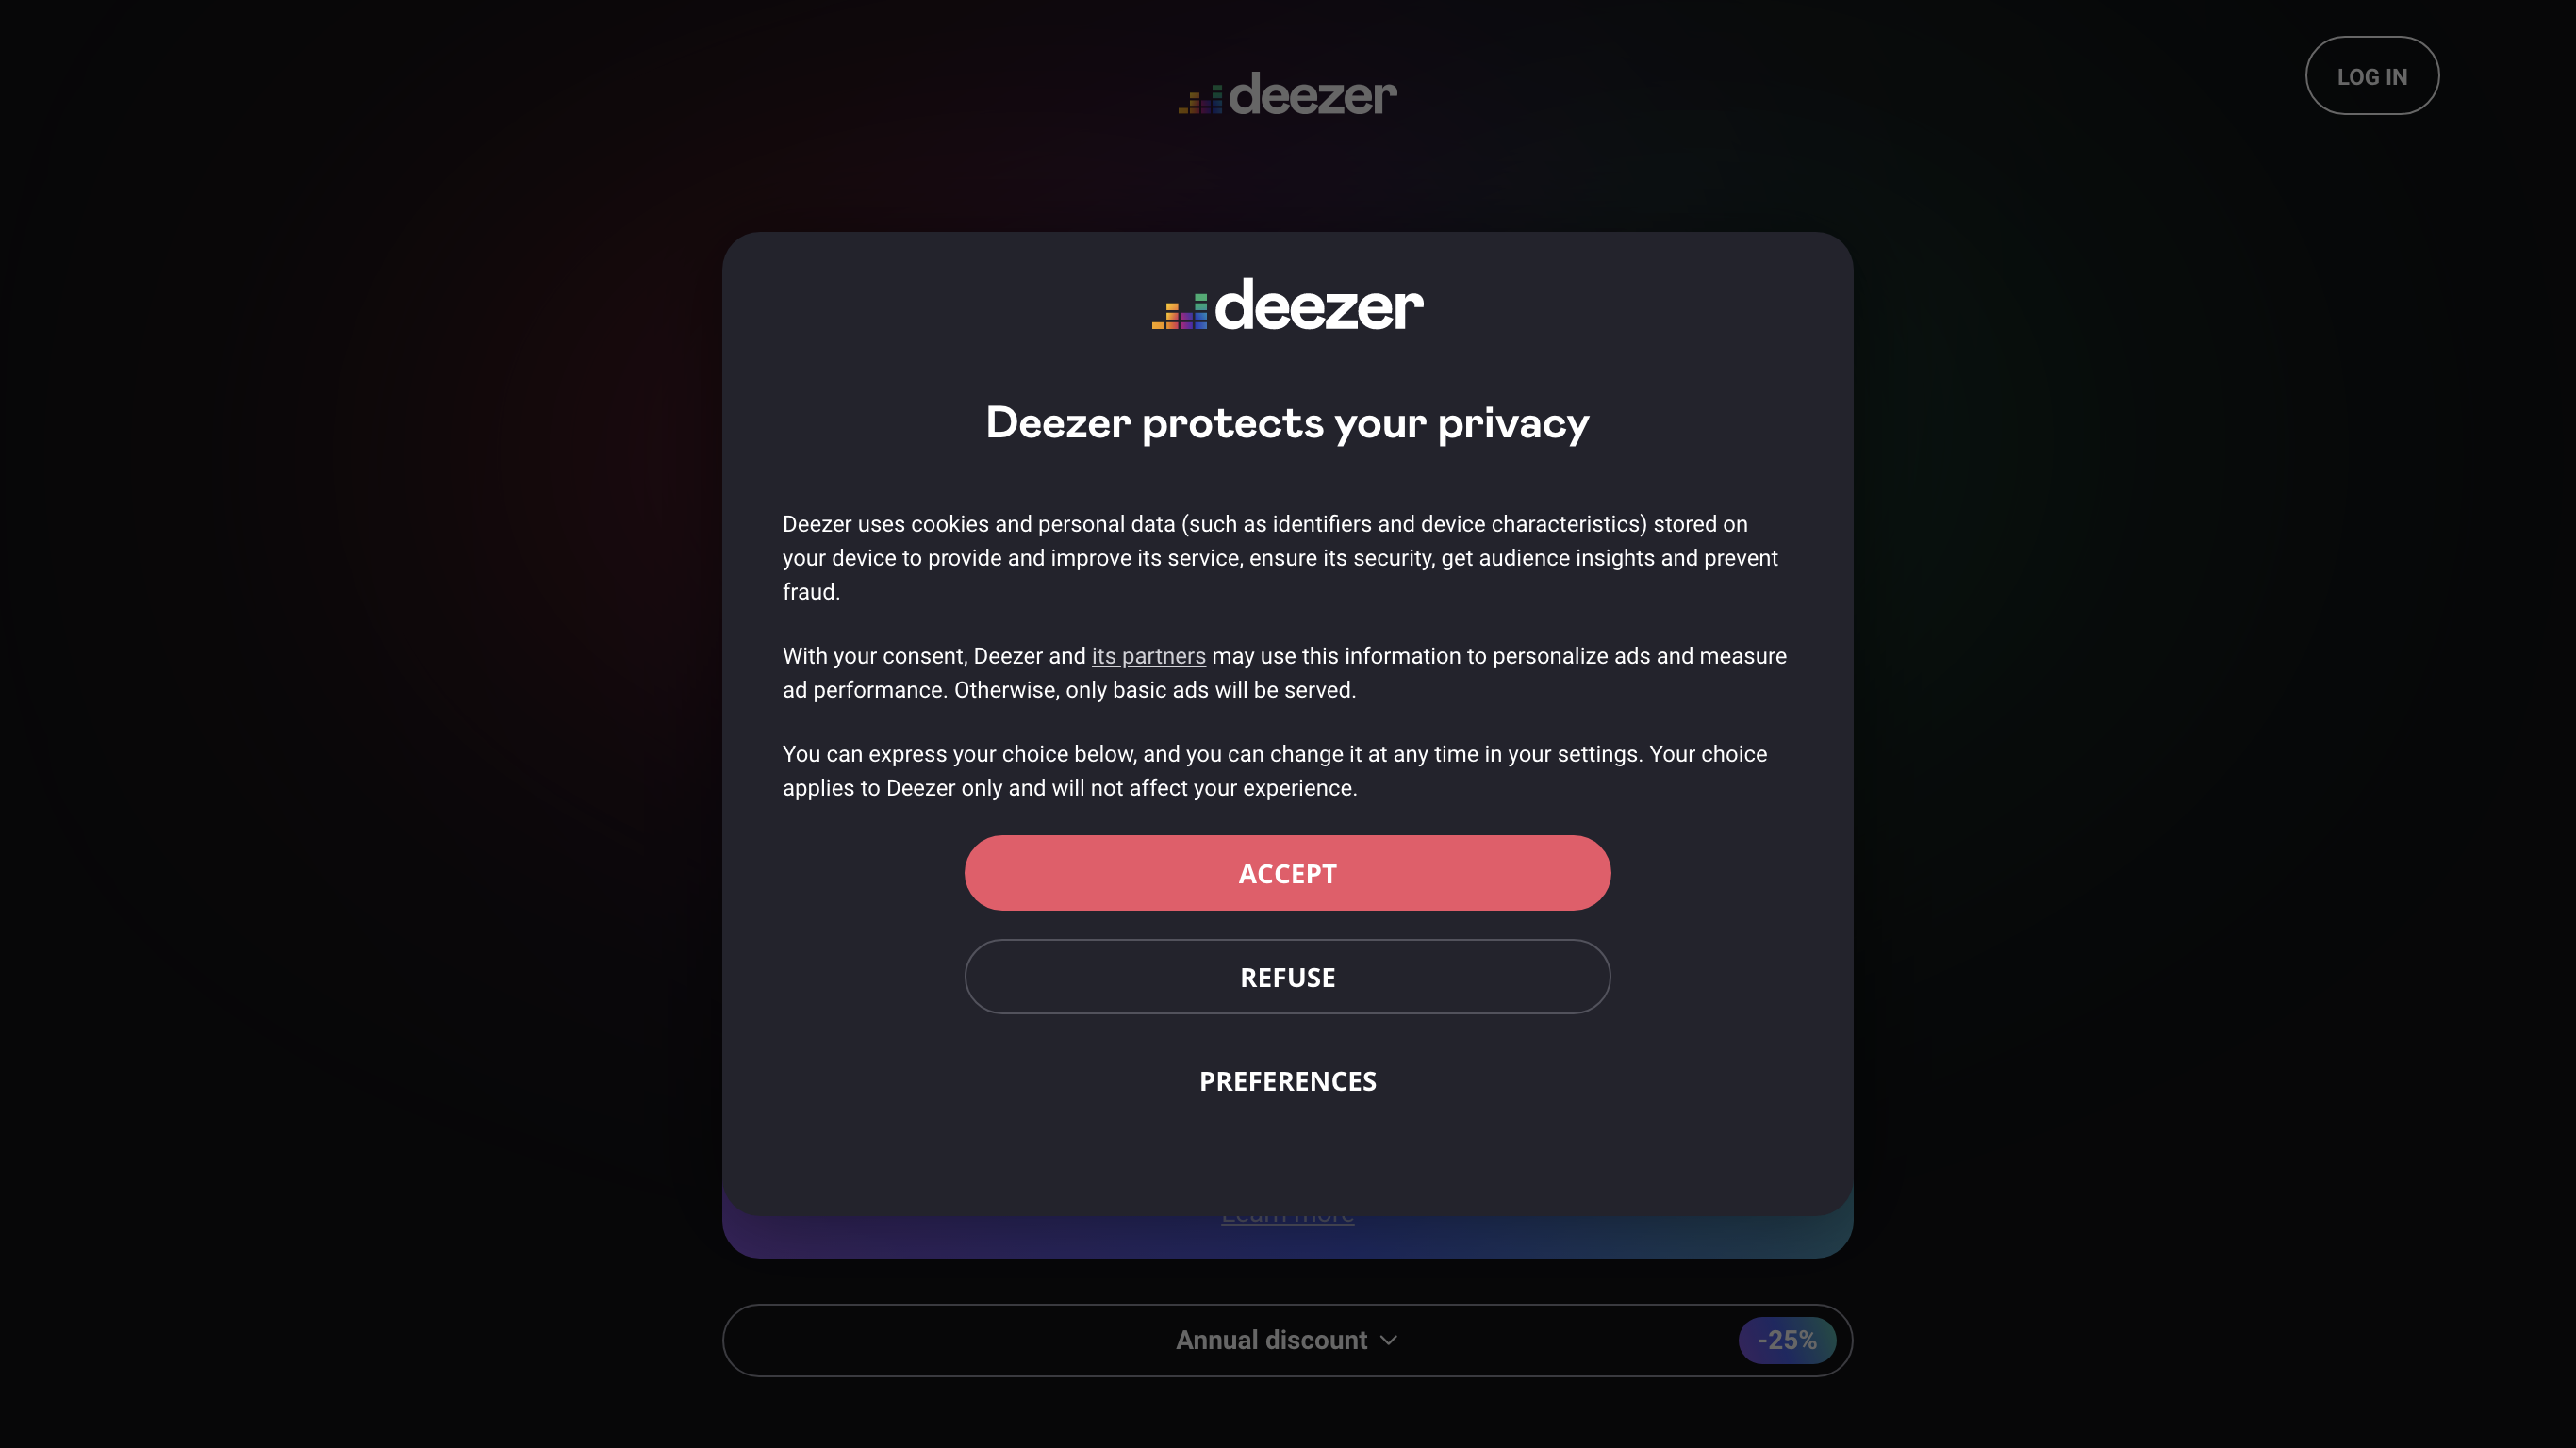 deezer
LOG IN
deezer
Deezer protects your privacy
Deezer uses cookies and personal data (such as identifiers and device characteristics) stored on
your device to provide and improve its service, ensure its security, get audience insights and prevent
fraud.
With your consent, Deezer and its partners may use this information to personalize ads and measure
ad performance. Otherwise, only basic ads will be served.
You can express your choice below, and you can change it at any time in your settings. Your choice
applies to Deezer only and will not affect your experience.
ACCEPT
REFUSE
PREFERENCES
Learn more
Annual discount
-25%